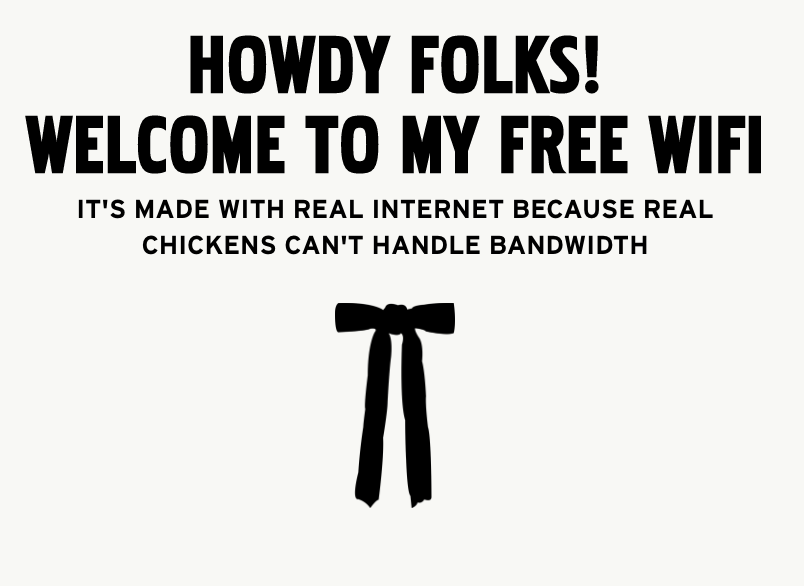 HOWDY FOLKS!
WELCOME TO MY FREE WIFI
IT'S MADE WITH REAL INTERNET BECAUSE REAL
CHICKENS CAN'T HANDLE BANDWIDTH